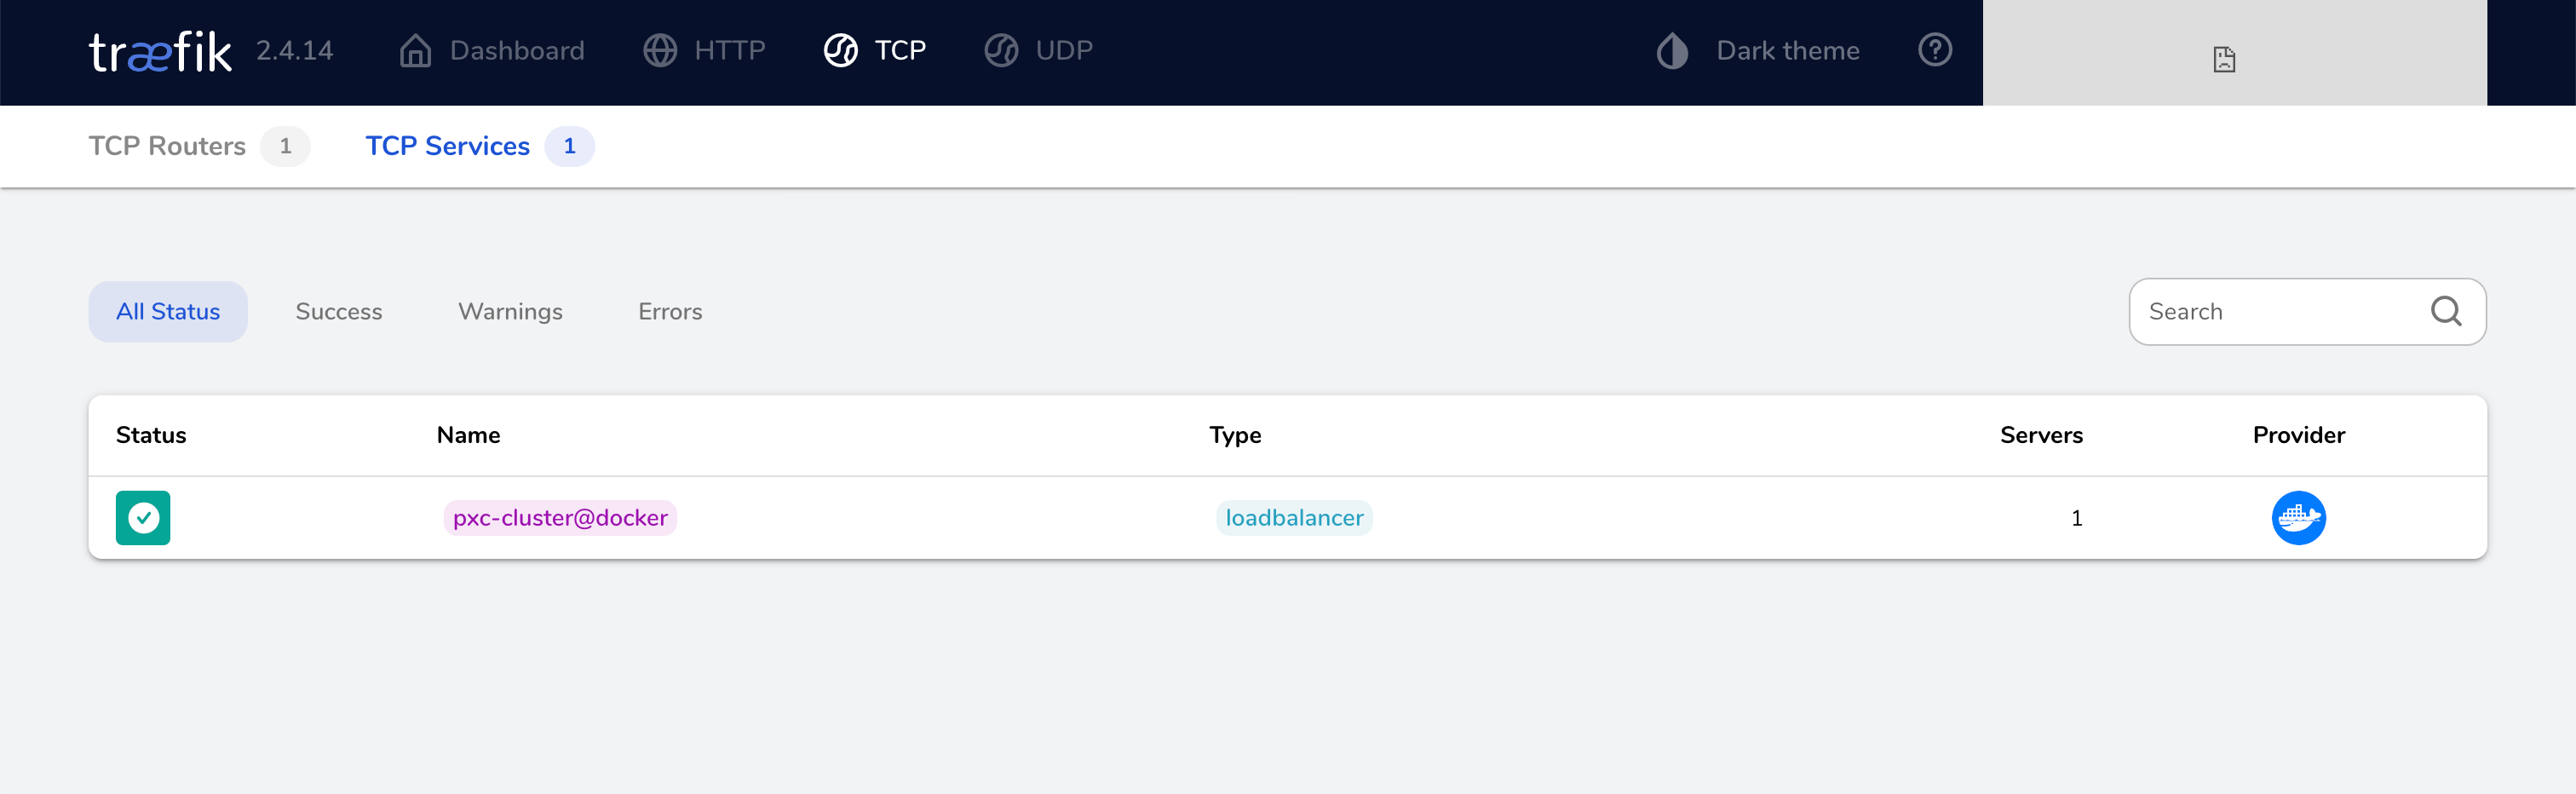 træfik 2.4.14 Dashboard HTTP TCP UDP Dark theme
TCP Routers 1 TCP Services 1
All Status Success Warnings Errors Search
Status Name Type Servers Provider
pxc-cluster@docker loadbalancer 1